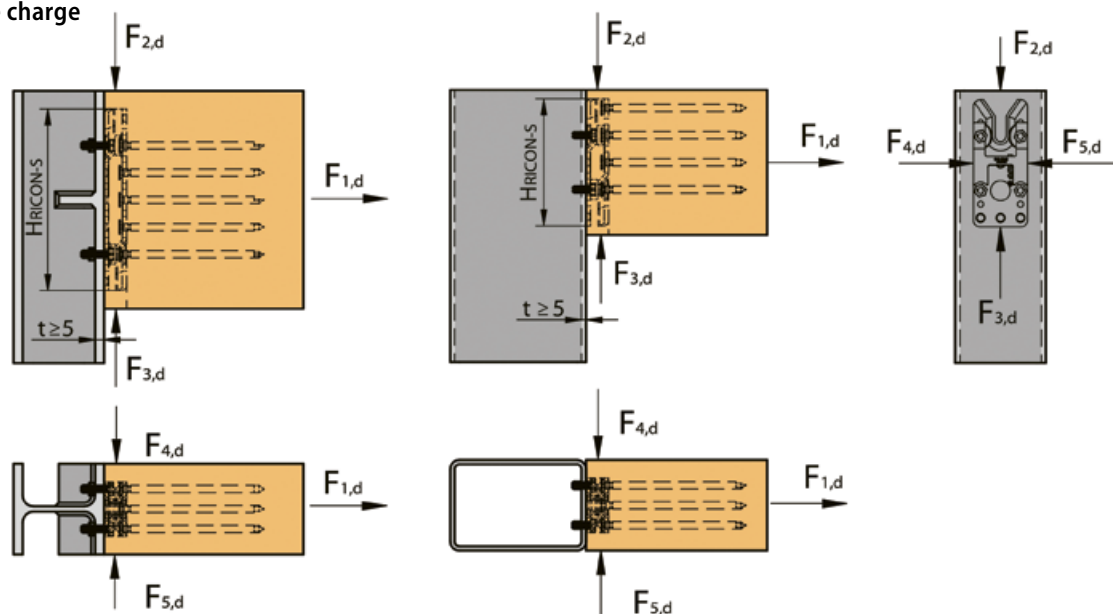 charge
F2,d
HRICON-S
F1,d
t ≥ 5
F3,d
F2,d
HRICON-S
F1,d
t ≥ 5
F3,d
F2,d
F4,d
F5,d
F3,d
F4,d
F1,d
F5,d
F4,d
F1,d
F5,d